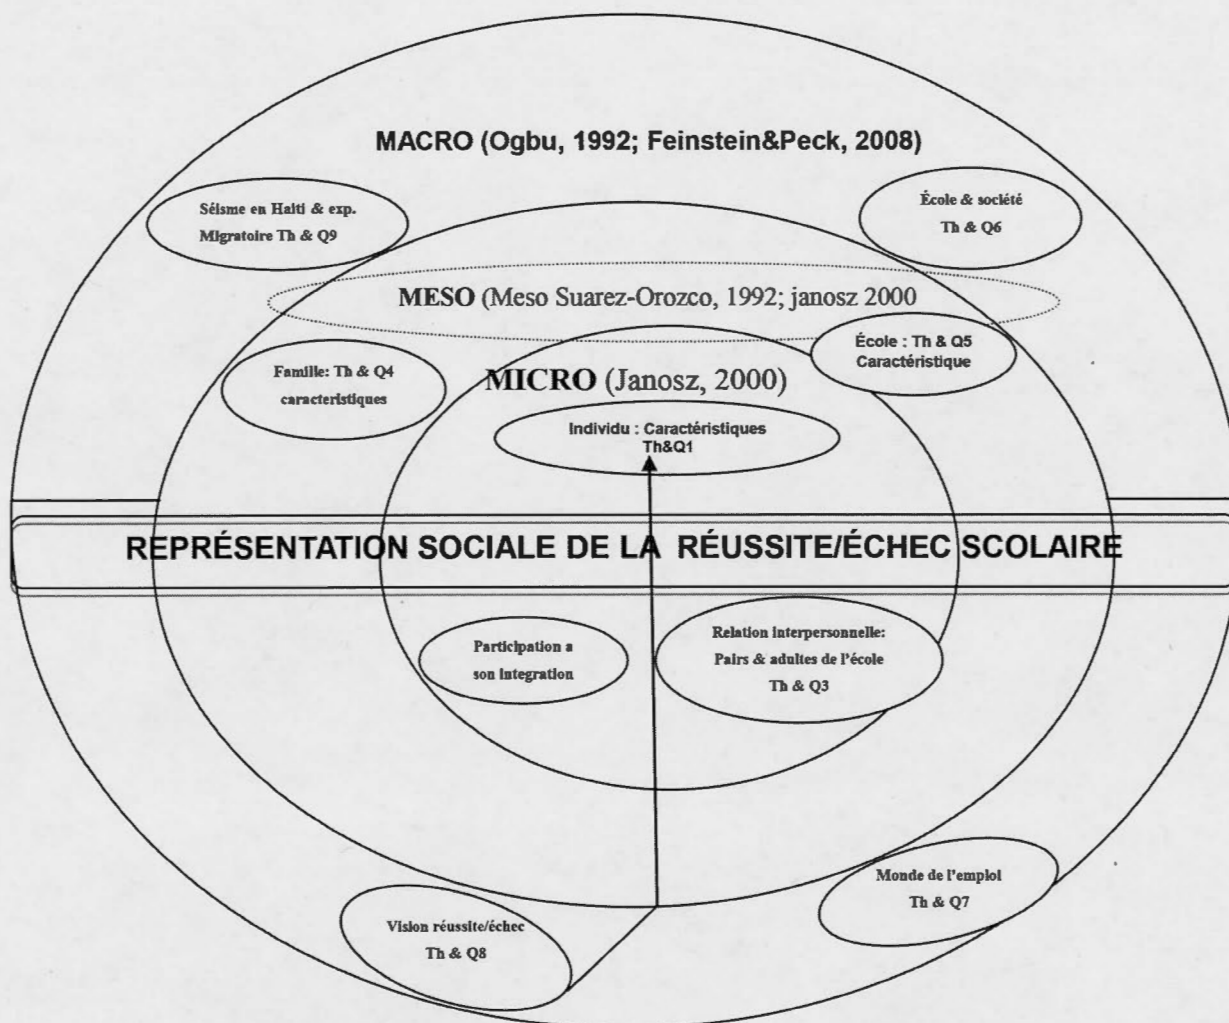 MACRO (Ogbu, 1992; Feinstein&Peck, 2008)
Séisme en Haïti & exp.
Migratoire Th & Q9
École & société
Th & Q6
MESO (Meso Suarez-Orozco, 1992; janosz 2000
École : Th & Q5
Caractéristique
Famille: Th & Q4
caracteristiques
MICRO (Janosz, 2000)
Individu : Caractéristiques
Th&Q1
REPRÉSENTATION SOCIALE DE LA RÉUSSITE/ÉCHEC SCOLAIRE
Participation a
son integration
Relation interpersonnelle:
Pairs & adultes de l'école
Th & Q3
Monde de l'emploi
Th & Q7
Vision réussite/échec
Th & Q8